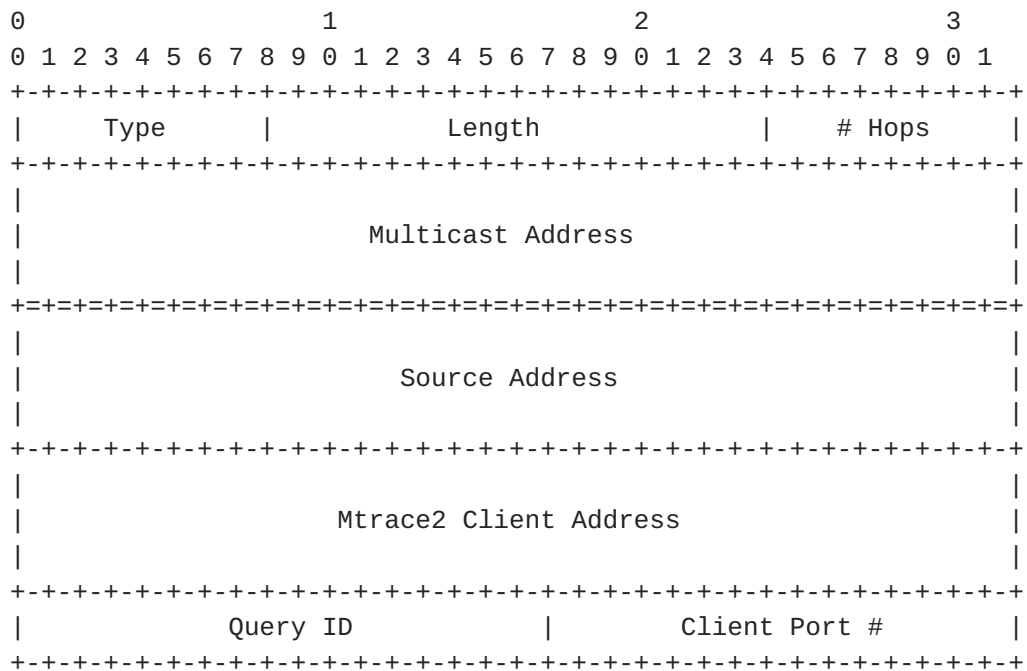 0                   1                   2                   3
0 1 2 3 4 5 6 7 8 9 0 1 2 3 4 5 6 7 8 9 0 1 2 3 4 5 6 7 8 9 0 1
+-+-+-+-+-+-+-+-+-+-+-+-+-+-+-+-+-+-+-+-+-+-+-+-+-+-+-+-+-+-+-+-+
|     Type      |           Length              |    # Hops     |
+-+-+-+-+-+-+-+-+-+-+-+-+-+-+-+-+-+-+-+-+-+-+-+-+-+-+-+-+-+-+-+-+
|                                                               |
|                      Multicast Address                        |
|                                                               |
+=+=+=+=+=+=+=+=+=+=+=+=+=+=+=+=+=+=+=+=+=+=+=+=+=+=+=+=+=+=+=+=+
|                                                               |
|                        Source Address                         |
|                                                               |
+-+-+-+-+-+-+-+-+-+-+-+-+-+-+-+-+-+-+-+-+-+-+-+-+-+-+-+-+-+-+-+-+
|                                                               |
|                    Mtrace2 Client Address                     |
|                                                               |
+-+-+-+-+-+-+-+-+-+-+-+-+-+-+-+-+-+-+-+-+-+-+-+-+-+-+-+-+-+-+-+-+
|             Query ID            |        Client Port #        |
+-+-+-+-+-+-+-+-+-+-+-+-+-+-+-+-+-+-+-+-+-+-+-+-+-+-+-+-+-+-+-+-+